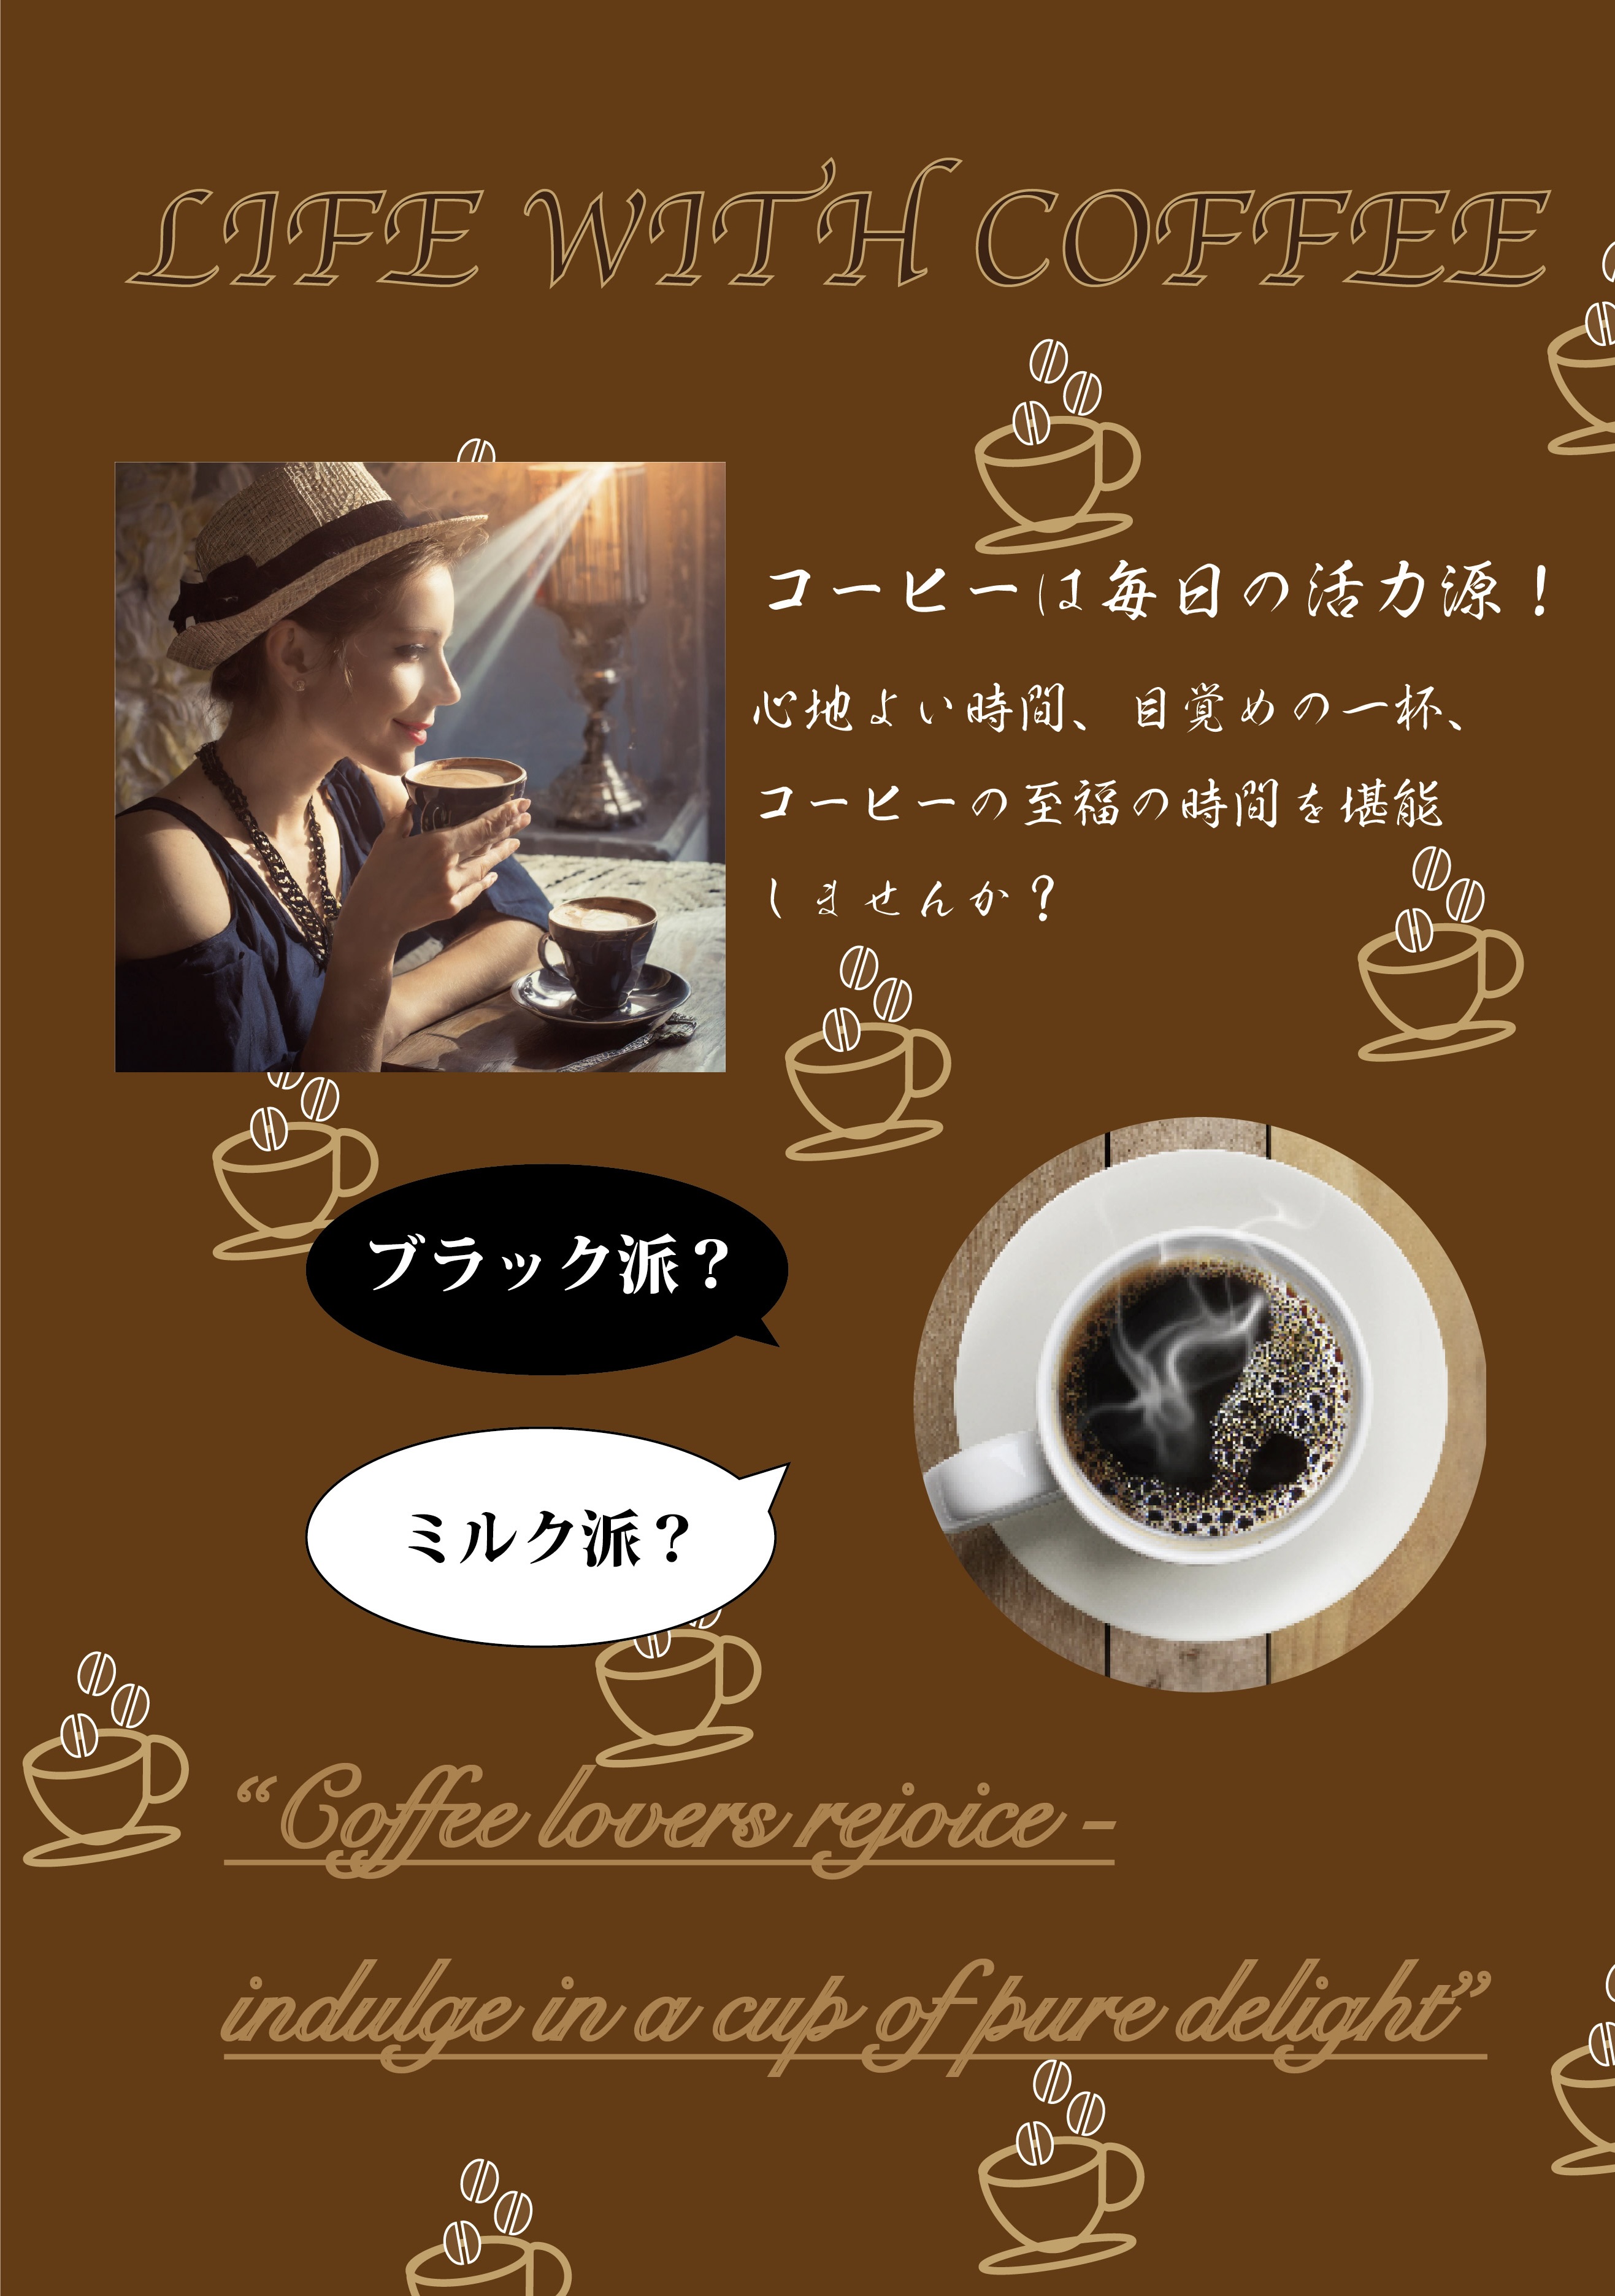 LIFE WITH COFFEE
コーヒーは毎日の活力源！
心地よい時間、目覚めの一杯、
コーヒーの至福の時間を堪能
しませんか？
ブラック派？
ミルク派？
“Coffee lovers rejoice -
indulge in a cup of pure delight”